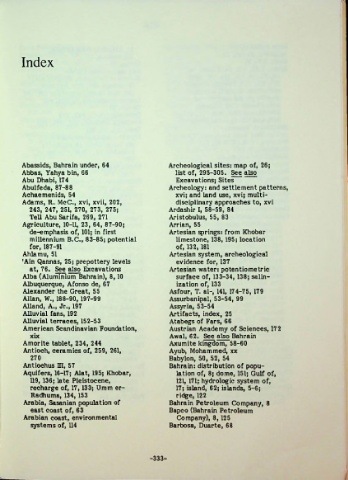 Index
Abassids, Bahrain under, 64
Abbas, Yahya bin, 66
Abu Dhabi, 174
Abulfeda, 87-88
Achaemenids, 54
Adams, R. McC., xvi, xvii, 232,
243, 247, 251, 270, 273, 275;
Tell Abu Sarifa, 269, 271
Agriculture, 10-11, 23, 64, 87-90;
de-emphasis of, 101; in first
millennium B.C., 83-85; potential
for, 187-91
Ahlamu, 51
'Ain Qannas, 25; prepottery levels
at, 76. See also Excavations
Alba (Aluminium Bahrain), 8, 10
Albuquerque, Afonso de, 67
Alexander the Great, 55
Allan, W., 188-90, 197-99
Alland, A., Jr., 197
Alluvial fans, 192
Alluvial terraces, 152-53
American Scandinavian Foundation,
xix
Amorite tablet, 234, 244
Antioch, ceramics of, 259, 261,
270
Antiochus III, 57
Aquifers, 16-17; Alat, 195; Khobar,
119, 136; late Pleistocene,
recharge of, 17, 153; Umm er-
Radhuma, 134, 153
Arabia, Sasanian population of
east coast of, 63
Arabian coast, environmental
systems of, 114
Archeological sites: map of, 26;
list of, 295-305. See also
Excavations; Sites
Archeology: and settlement patterns,
xvi; and land use, xvi; multi-
disciplinary approaches to, xvi
Ardashir I, 58-59, 84
Aristobulus, 55, 83
Arrian, 55
Artesian springs: from Khobar
limestone, 138, 195; location
of, 132, 181
Artesian system, archeological
evidence for, 137
Artesian water: potentiometric
surface of, 133-34, 138; salin-
ization of, 133
Asfour, T. al-, 141, 174-75, 179
Assurbanipal, 53-54, 99
Assyria, 53-54
Artifacts, index, 25
Atabegs of Fars, 66
Austrian Academy of Sciences, 172
Awal, 62. See also Bahrain
Axumite kingdom, 58-60
Ayub, Mohammed, xx
Babylon, 50, 52, 54
Bahrain: distribution of popu-
lation of, 8; dome, 151; Gulf of,
121, 171; hydrologic system of,
17; island, 62; islands, 5-6;
ridge, 122
Bahrain Petroleum Company, 8
Bapco (Bahrain Petroleum
Company), 8, 125
Barbosa, Duarte, 68
-333-